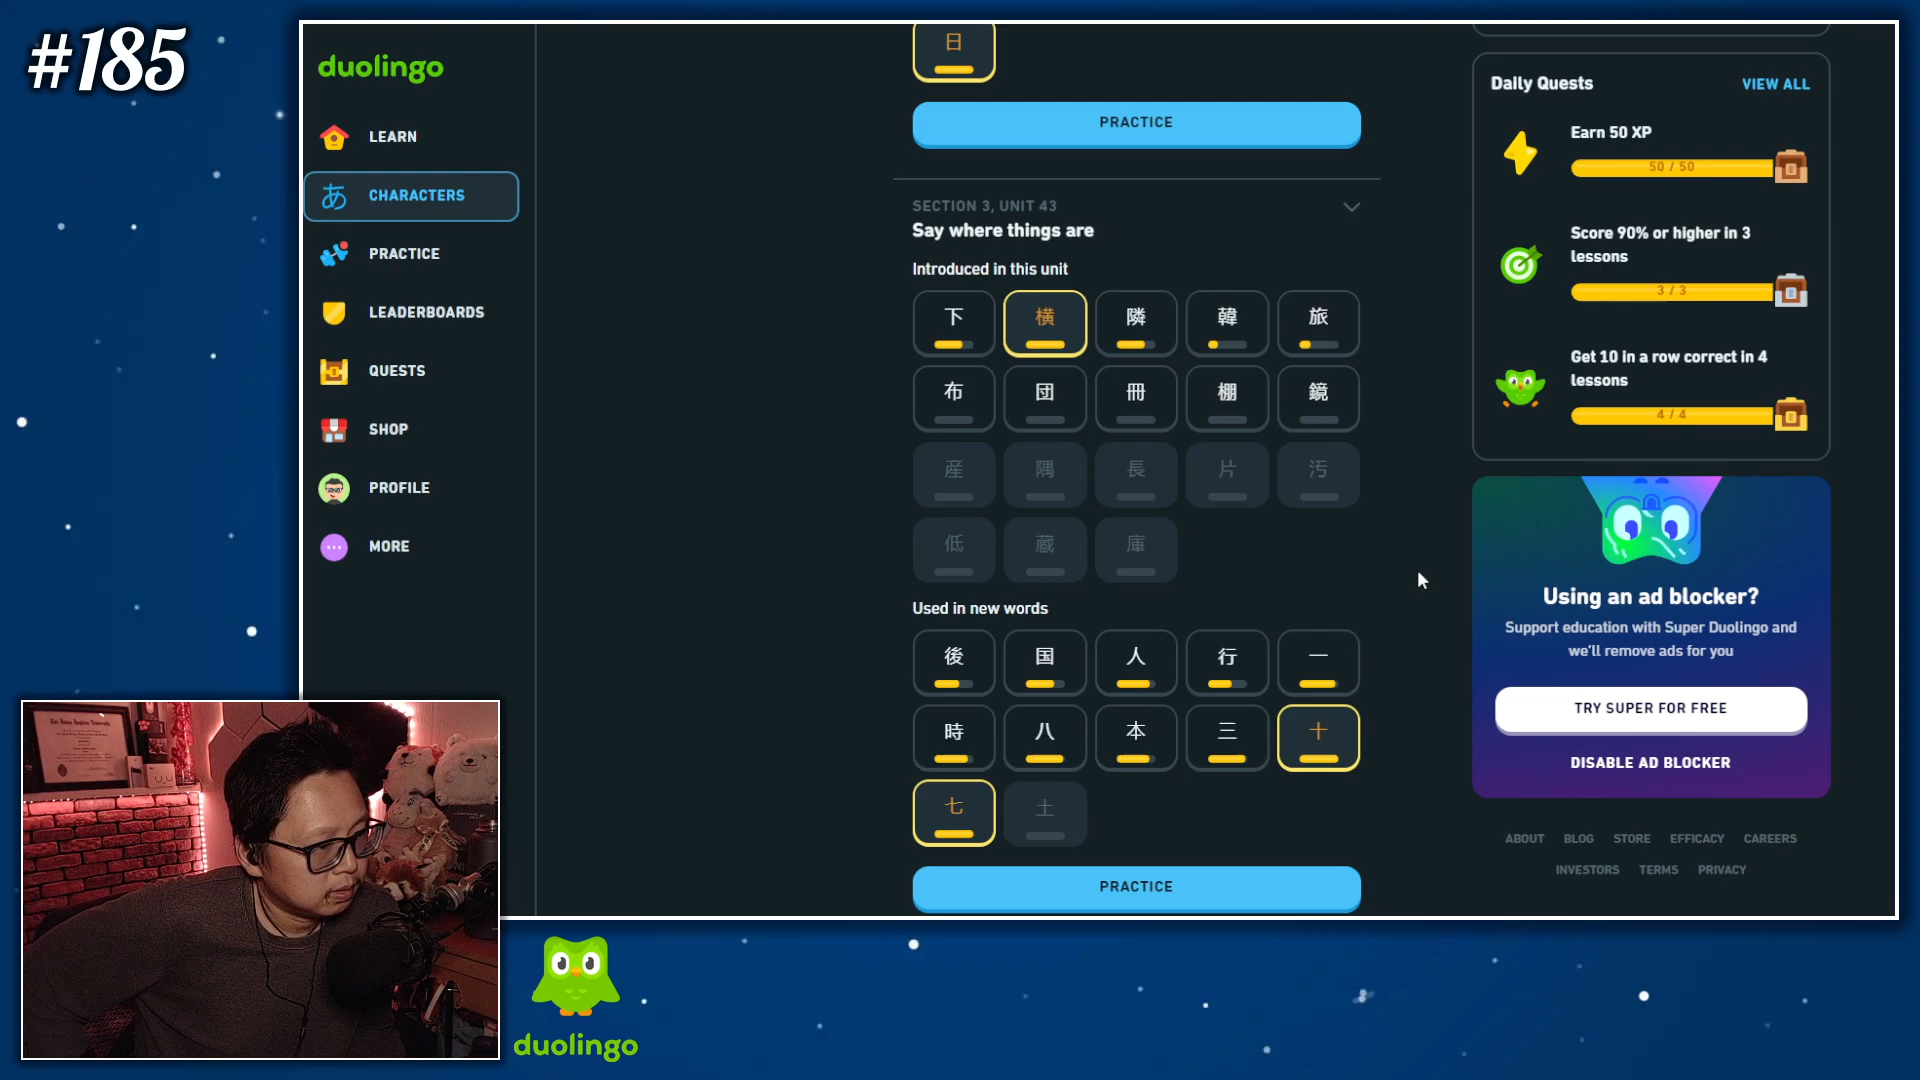 #185
duolingo
LEARN
あ CHARACTERS
PRACTICE
LEADERBOARDS
QUESTS
SHOP
PROFILE
MORE
日
PRACTICE
SECTION 3, UNIT 43
Say where things are
Introduced in this unit
下 横 隣 韓 旅
布 団 冊 棚 鏡
産 隅 長 片 汚
低 蔵 庫
Used in new words
後 国 人 行 一
時 八 本 三 十
七 土
PRACTICE
Daily Quests VIEW ALL
Earn 50 XP
50 / 50
Score 90% or higher in 3
lessons
3 / 3
Get 10 in a row correct in 4
lessons
4 / 4
Using an ad blocker?
Support education with Super Duolingo and
we'll remove ads for you
TRY SUPER FOR FREE
DISABLE AD BLOCKER
ABOUT BLOG STORE EFFICACY CAREERS
INVESTORS TERMS PRIVACY
duolingo